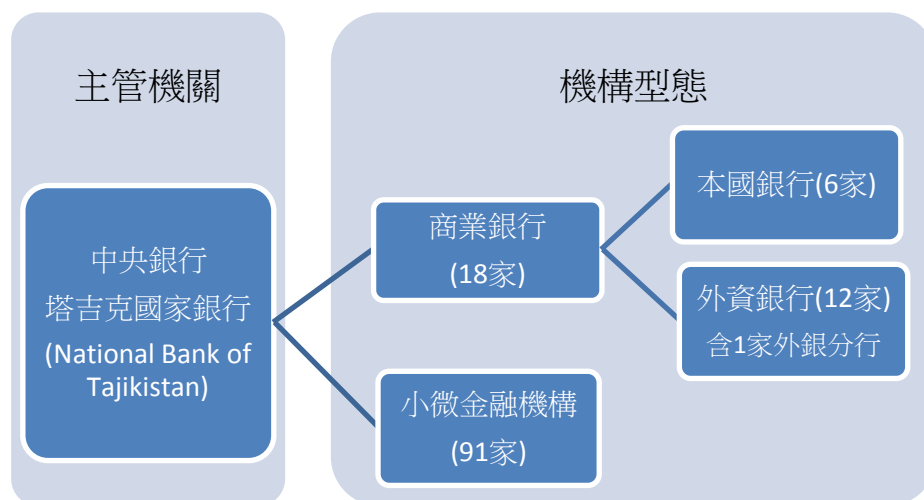 主管機關
中央銀行
塔吉克國家銀行
(National Bank of
Tajikistan)
機構型態
商業銀行
(18家)
小微金融機構
(91家)
本國銀行(6家)
外資銀行(12家)
含1家外銀分行